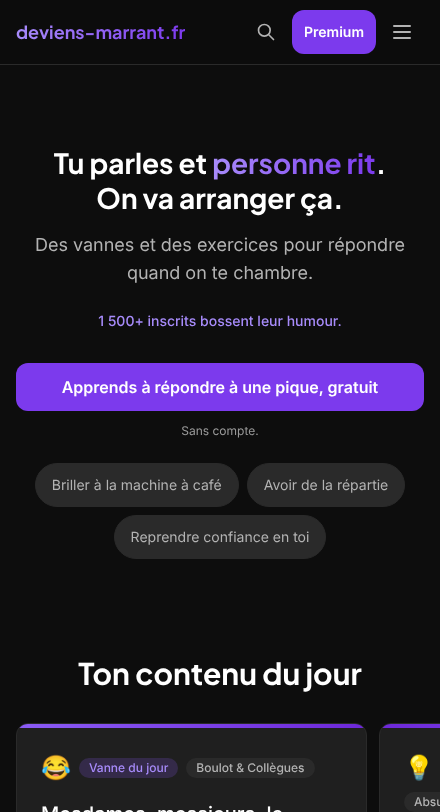 deviens-marrant.fr
Premium
Tu parles et personne rit.
On va arranger ça.
Des vannes et des exercices pour répondre
quand on te chambre.
1 500+ inscrits bossent leur humour.
Apprends à répondre à une pique, gratuit
Sans compte.
Briller à la machine à café
Avoir de la répartie
Reprendre confiance en toi
Ton contenu du jour
Vanne du jour
Boulot & Collègues